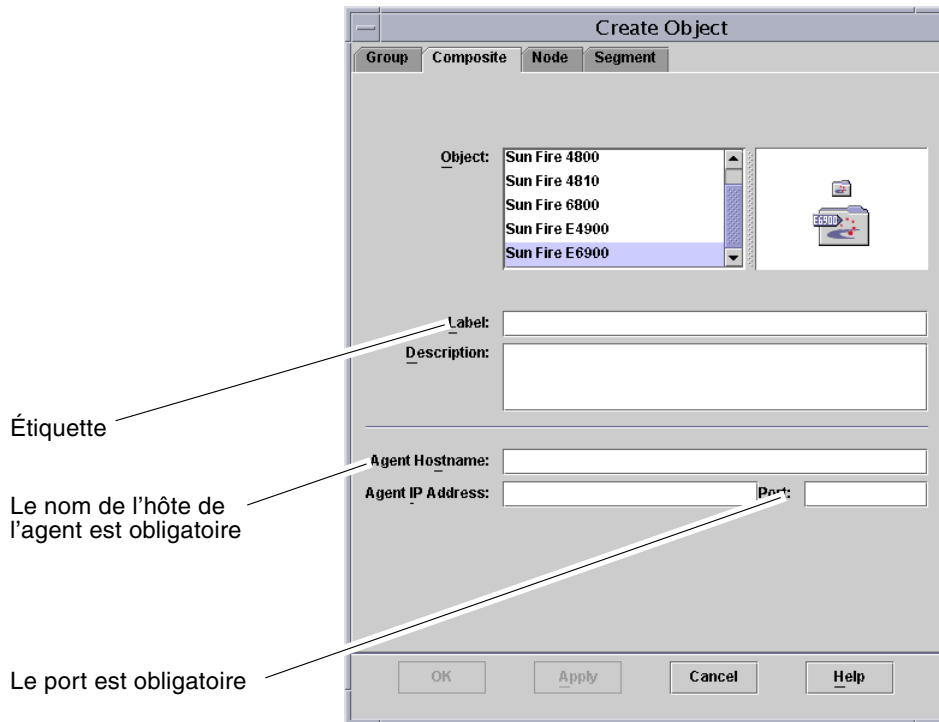 Create Object
Group Composite Node Segment
Object:
Sun Fire 4800
Sun Fire 4810
Sun Fire 6800
Sun Fire E4900
Sun Fire E6900
E6900
Label:
Description:
Étiquette
Agent Hostname:
Le nom de l'hôte de
l'agent est obligatoire
Agent IP Address: Port:
Le port est obligatoire
OK Apply Cancel Help